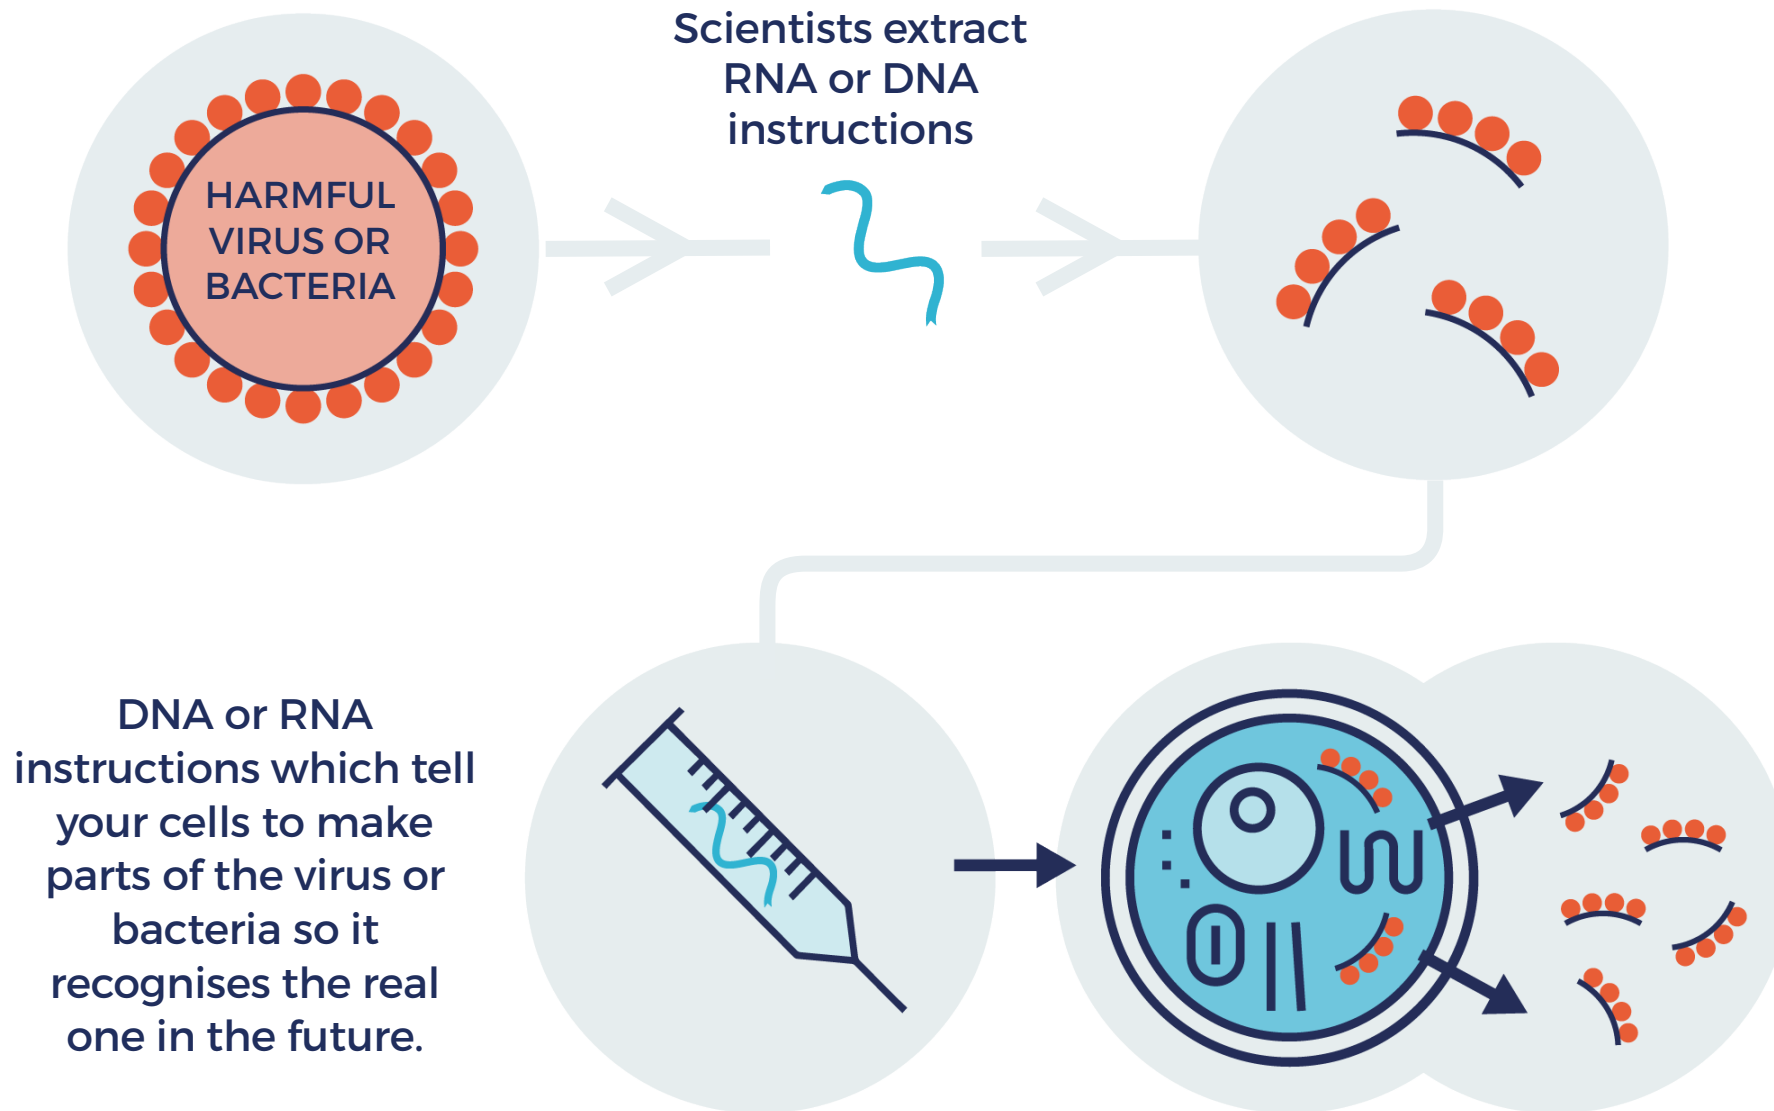 Scientists extract
RNA or DNA
instructions
HARMFUL
VIRUS OR
BACTERIA
DNA or RNA
instructions which tell
your cells to make
parts of the virus or
bacteria so it
recognises the real
one in the future.